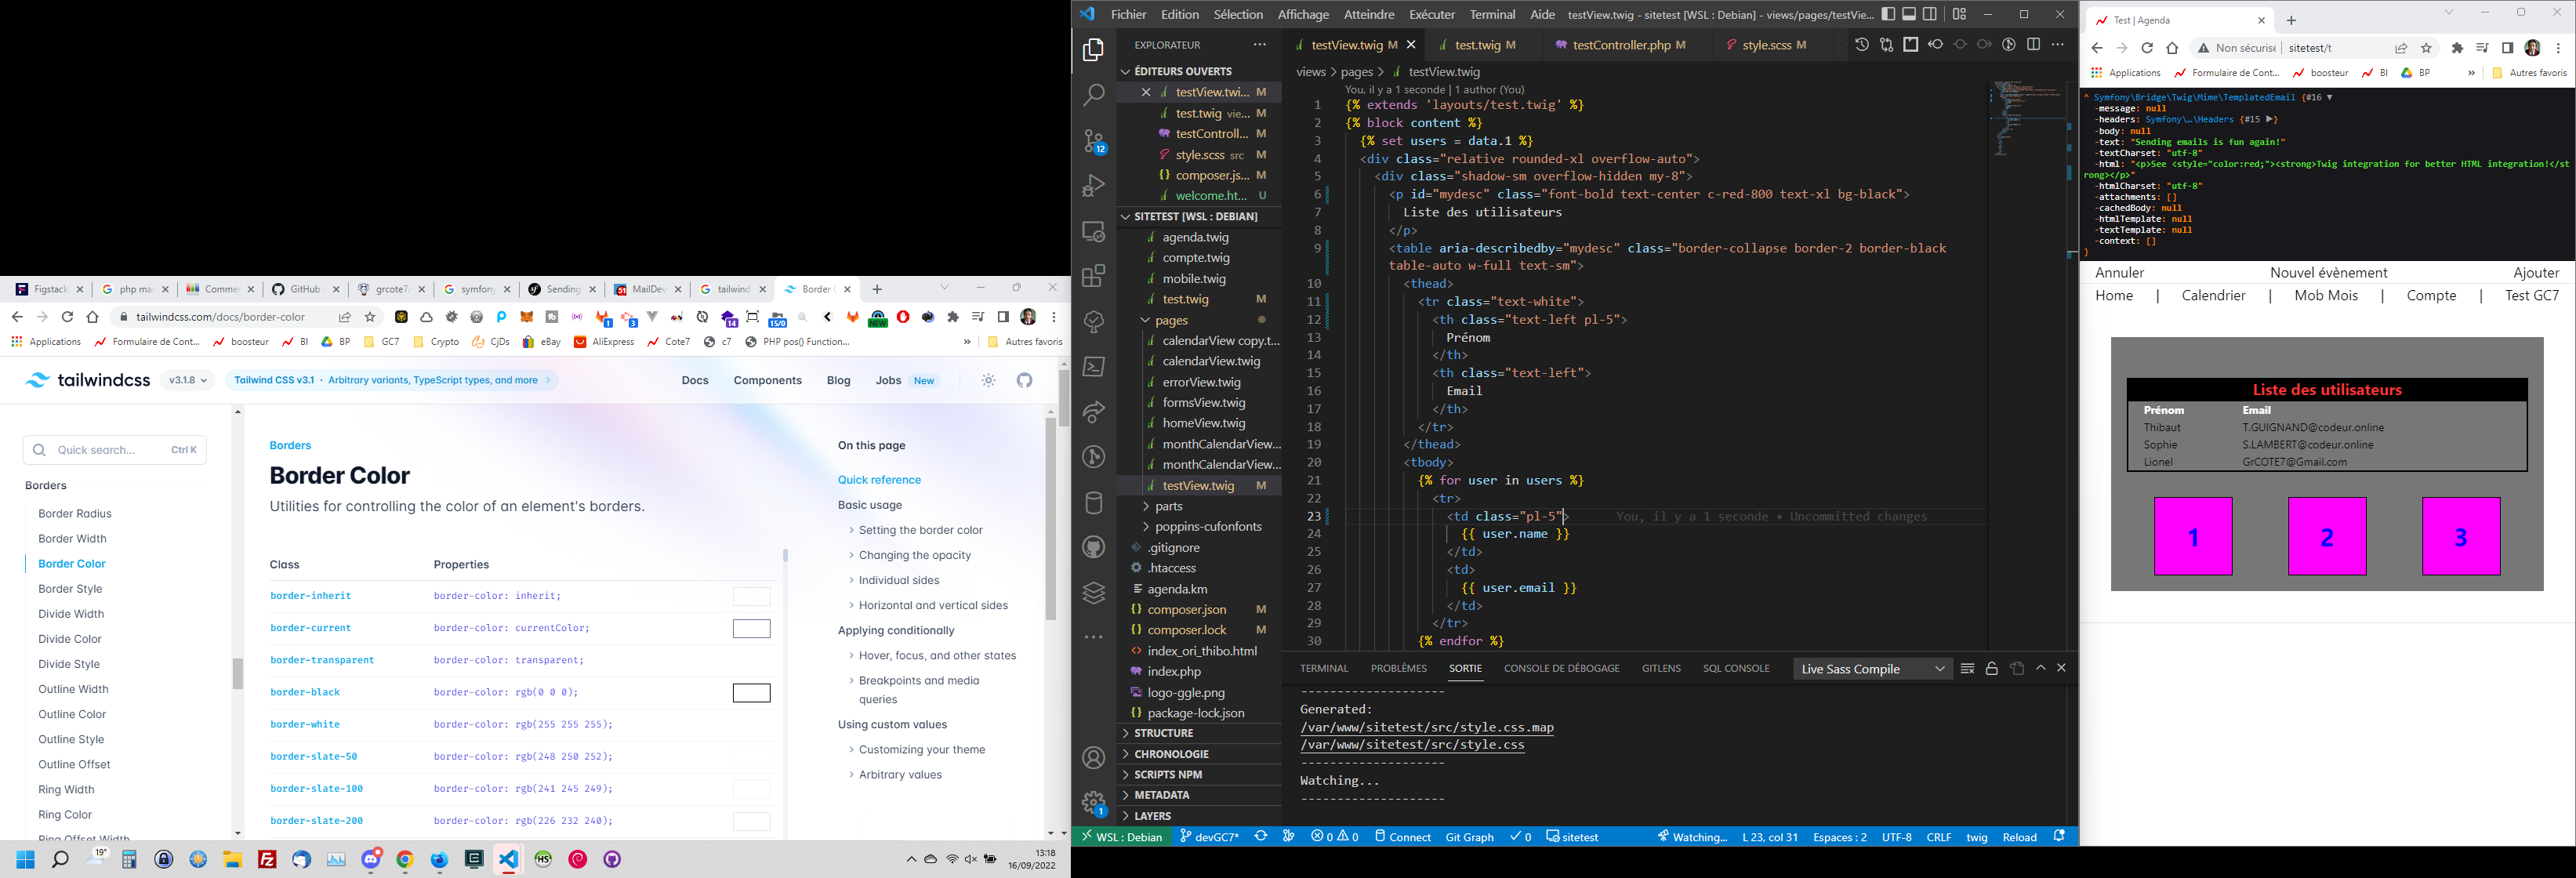 Figstack
php mai
Comme
GitHub -
grcote7/
symfony
Sending
MailDev
tailwind
Border C
tailwindcss.com/docs/border-color
Applications
Formulaire de Cont...
boosteur
BI
BP
GC7
Crypto
CjDs
eBay
AliExpress
Cote7
c7
PHP pos() Function...
»
Autres favoris
tailwindcss
v3.1.8
Tailwind CSS v3.1 · Arbitrary variants, TypeScript types, and more
Docs
Components
Blog
Jobs
New
Quick search...
Ctrl K
Borders
Border Radius
Border Width
Border Color
Border Style
Divide Width
Divide Color
Divide Style
Outline Width
Outline Color
Outline Style
Outline Offset
Ring Width
Ring Color
Ring Offset Width
Borders
Border Color
Utilities for controlling the color of an element's borders.
Class
Properties
border-inherit
border-color: inherit;
border-current
border-color: currentColor;
border-transparent
border-color: transparent;
border-black
border-color: rgb(0 0 0);
border-white
border-color: rgb(255 255 255);
border-slate-50
border-color: rgb(248 250 252);
border-slate-100
border-color: rgb(241 245 249);
border-slate-200
border-color: rgb(226 232 240);
On this page
Quick reference
Basic usage
Setting the border color
Changing the opacity
Individual sides
Horizontal and vertical sides
Applying conditionally
Hover, focus, and other states
Breakpoints and media
queries
Using custom values
Customizing your theme
Arbitrary values
19°
13:18
16/09/2022
Fichier
Edition
Sélection
Affichage
Atteindre
Exécuter
Terminal
Aide
testView.twig - sitetest [WSL : Debian] - views/pages/testVie...
EXPLORATEUR
ÉDITEURS OUVERTS
testView.twi... M
test.twig vie... M
testControll... M
style.scss src M
composer.js... M
welcome.ht... U
SITETEST [WSL : DEBIAN]
agenda.twig
compte.twig
mobile.twig
test.twig M
pages
calendarView copy.t...
calendarView.twig
errorView.twig
formsView.twig
homeView.twig
monthCalendarView...
monthCalendarView...
testView.twig M
parts
poppins-cufonfonts
.gitignore
.htaccess
agenda.km
composer.json M
composer.lock M
index_ori_thibo.html
index.php
logo-ggle.png
package-lock.json
STRUCTURE
CHRONOLOGIE
SCRIPTS NPM
METADATA
LAYERS
testView.twig M
test.twig M
testController.php M
style.scss M
views > pages > testView.twig
You, il y a 1 seconde | 1 author (You)
1 {% extends 'layouts/test.twig' %}
2 {% block content %}
3 {% set users = data.1 %}
4 <div class="relative rounded-xl overflow-auto">
5 <div class="shadow-sm overflow-hidden my-8">
6 <p id="mydesc" class="font-bold text-center c-red-800 text-xl bg-black">
7 Liste des utilisateurs
8 </p>
9 <table aria-describedby="mydesc" class="border-collapse border-2 border-black
table-auto w-full text-sm">
10 <thead>
11 <tr class="text-white">
12 <th class="text-left pl-5">
13 Prénom
14 </th>
15 <th class="text-left">
16 Email
17 </th>
18 </tr>
19 </thead>
20 <tbody>
21 {% for user in users %}
22 <tr>
23 <td class="pl-5"> You, il y a 1 seconde • Uncommitted changes
24 {{ user.name }}
25 </td>
26 <td>
27 {{ user.email }}
28 </td>
29 </tr>
30 {% endfor %}
TERMINAL
PROBLÈMES
SORTIE
CONSOLE DE DÉBOGAGE
GITLENS
SQL CONSOLE
Live Sass Compile
--------------------
Generated:
/var/www/sitetest/src/style.css.map
/var/www/sitetest/src/style.css
--------------------
Watching...
--------------------
WSL : Debian
devGC7*
0
0
Connect
Git Graph
0
sitetest
Watching...
L 23, col 31
Espaces : 2
UTF-8
CRLF
twig
Reload
Test | Agenda
Non sécurisé
sitetest/t
Applications
Formulaire de Cont...
boosteur
BI
BP
»
Autres favoris
Symfony\Bridge\Twig\Mime\TemplatedEmail {#16 ▼
-message: null
-headers: Symfony\…\Headers {#15 ▶}
-body: null
-text: "Sending emails is fun again!"
-textCharset: "utf-8"
-html: "<p>See <style="color:red;"><strong>Twig integration for better HTML integration!</st
rong></p>"
-htmlCharset: "utf-8"
-attachments: []
-cachedBody: null
-htmlTemplate: null
-textTemplate: null
-context: []
}
Annuler
Nouvel évènement
Ajouter
Home | Calendrier | Mob Mois | Compte | Test GC7
Liste des utilisateurs
Prénom
Email
Thibaut
T.GUIGNAND@codeur.online
Sophie
S.LAMBERT@codeur.online
Lionel
GrCOTE7@Gmail.com
1
2
3